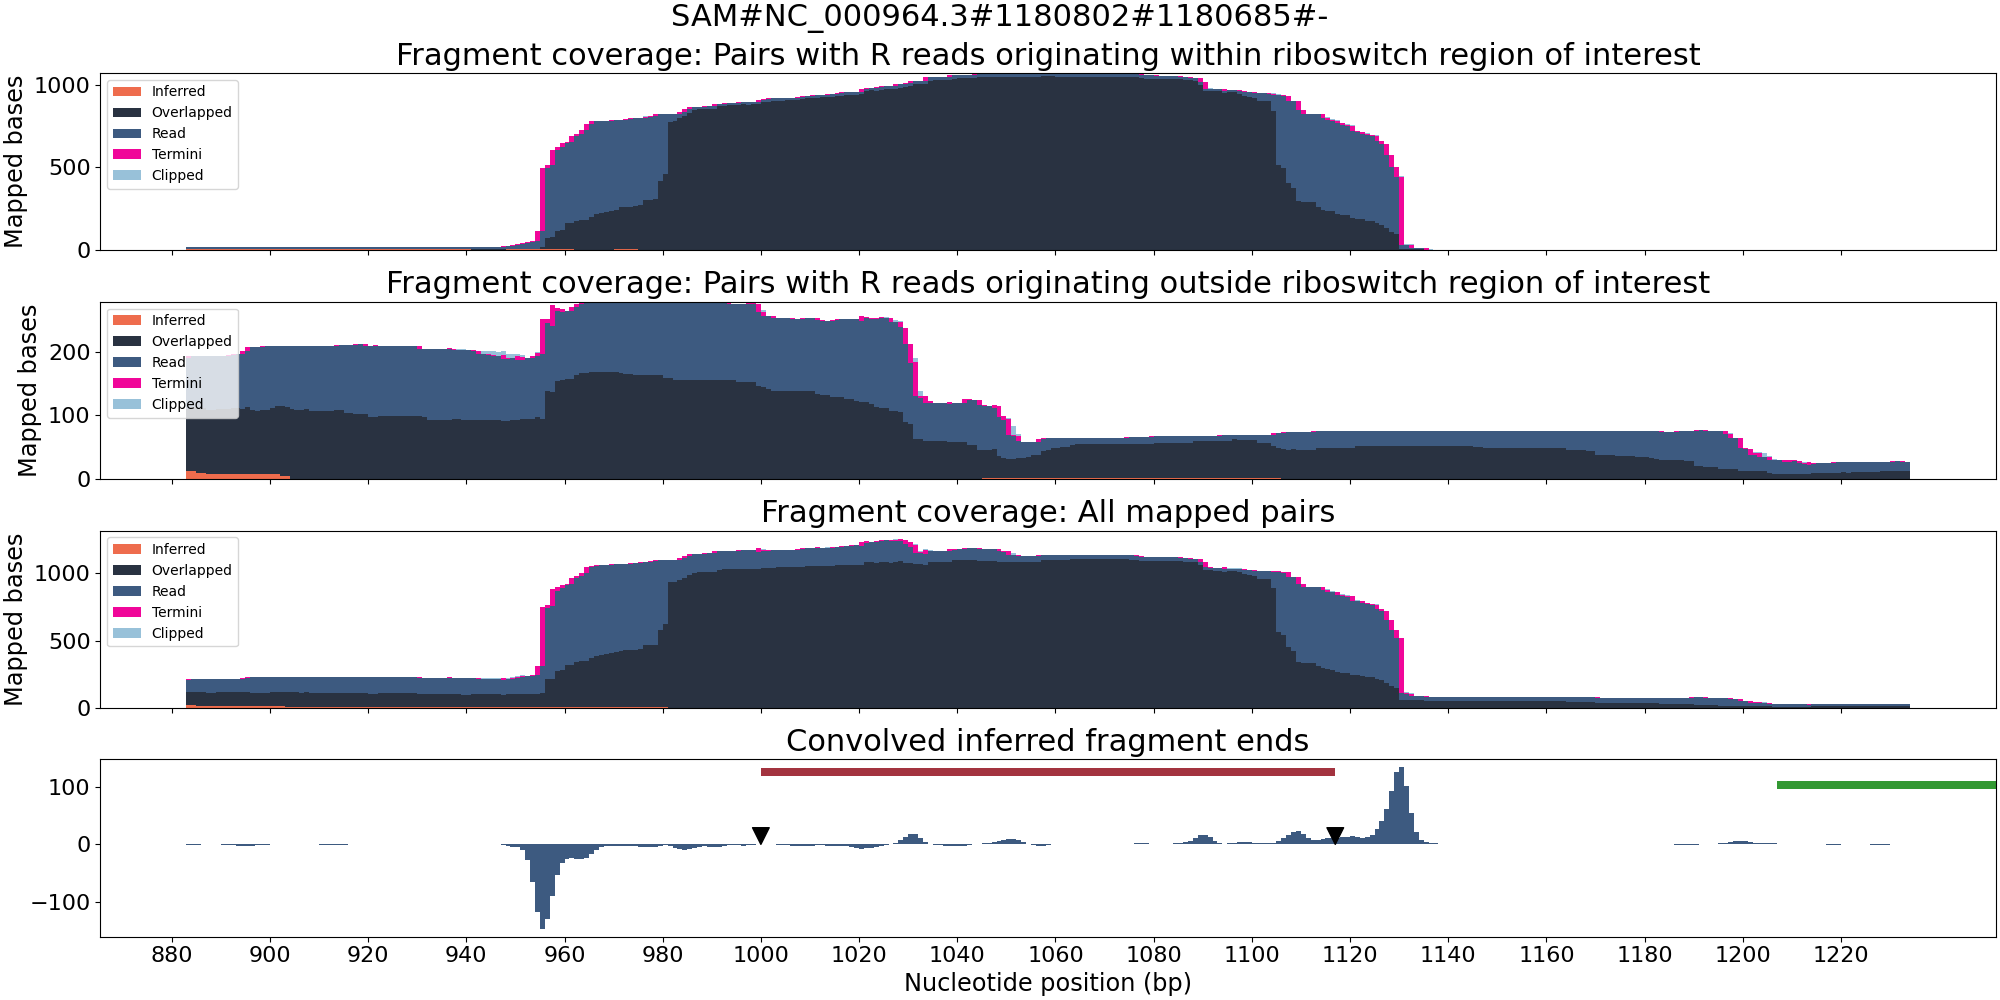 SAM#NC_000964.3#1180802#1180685#-
Fragment coverage: Pairs with R reads originating within riboswitch region of interest
Mapped bases
1000
500
0
Inferred
Overlapped
Read
Termini
Clipped
Fragment coverage: Pairs with R reads originating outside riboswitch region of interest
Mapped bases
200
100
0
Inferred
Overlapped
Read
Termini
Clipped
Fragment coverage: All mapped pairs
Mapped bases
1000
500
0
Inferred
Overlapped
Read
Termini
Clipped
Convolved inferred fragment ends
100
0
−100
880 900 920 940 960 980 1000 1020 1040 1060 1080 1100 1120 1140 1160 1180 1200 1220
Nucleotide position (bp)